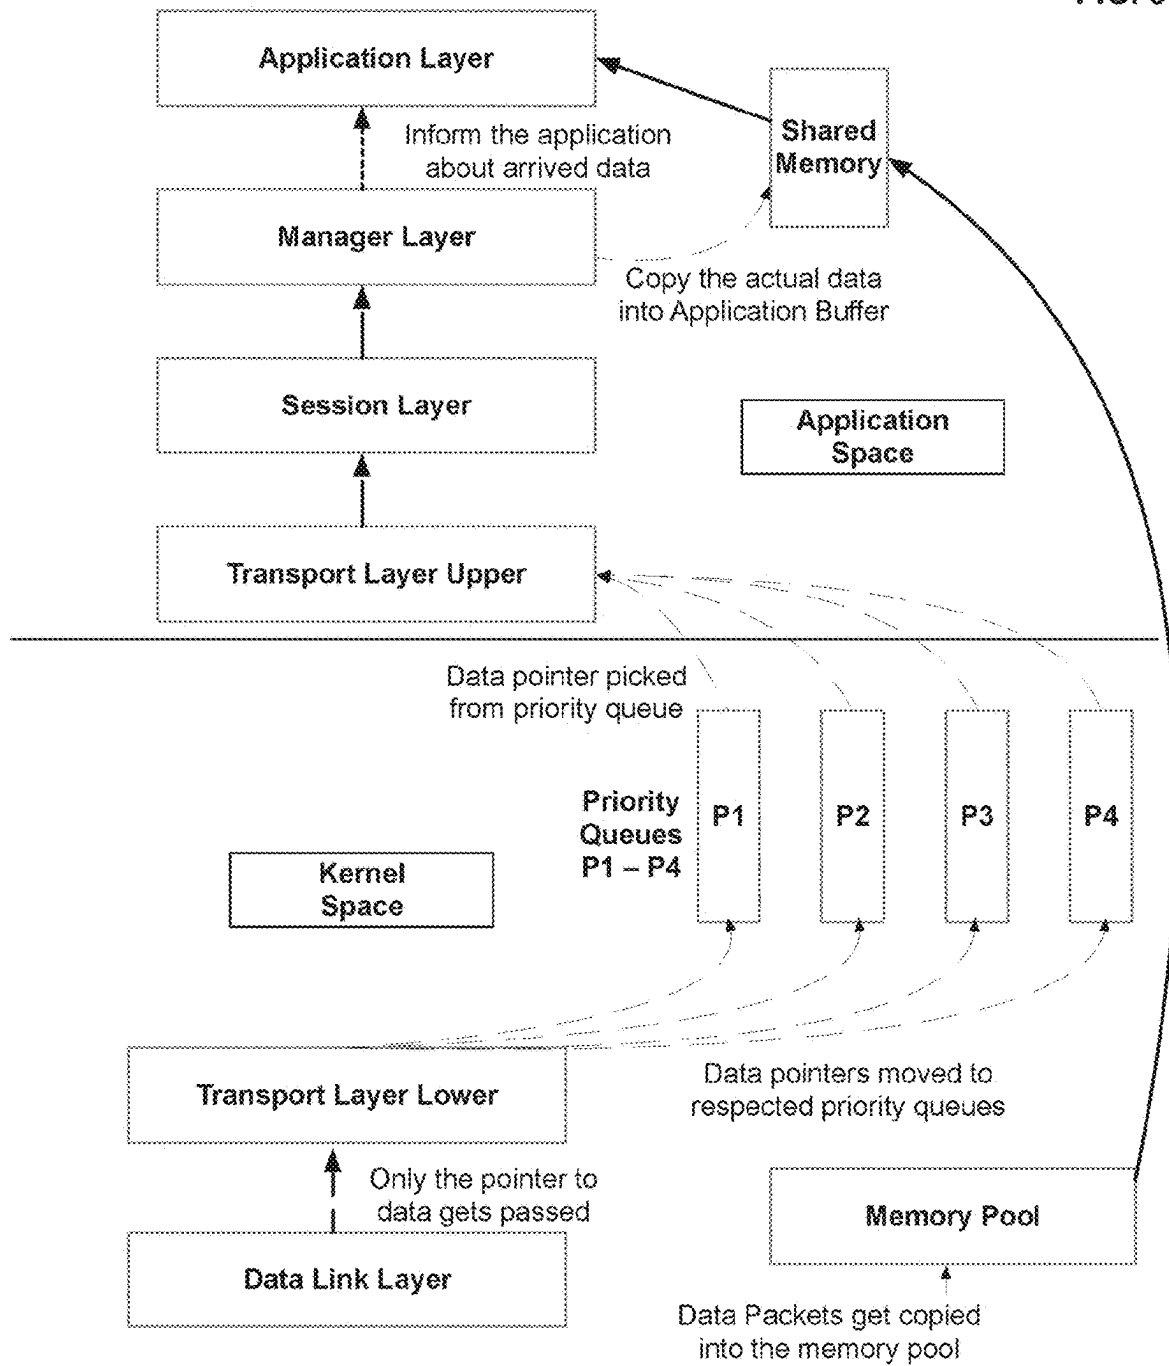 Application Layer
Inform the application
about arrived data
Shared
Memory
Manager Layer
Copy the actual data
into Application Buffer
Session Layer
Application
Space
Transport Layer Upper
Data pointer picked
from priority queue
Priority
Queues
P1 – P4
P1
P2
P3
P4
Kernel
Space
Transport Layer Lower
Data pointers moved to
respected priority queues
Only the pointer to
data gets passed
Memory Pool
Data Link Layer
Data Packets get copied
into the memory pool